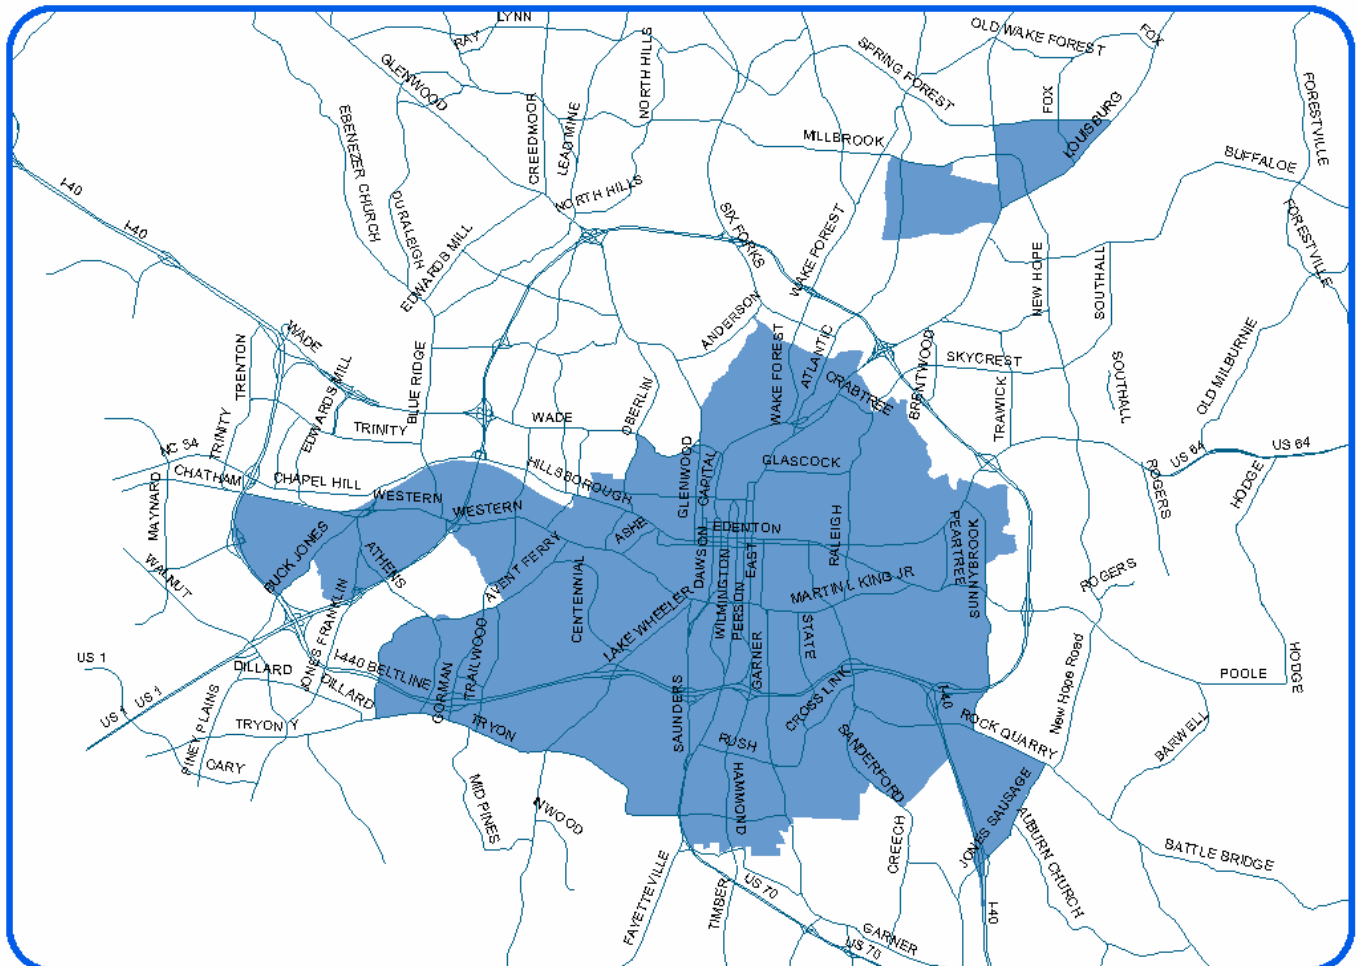 LYNN
OLD WAKE FOREST
FOX
RAY
SPRING FOREST
NORTH HILLS
GLENWOOD
FOX
LOUISBURG
FORESTVILLE
EBENEZER CHURCH
CREEDMOOR
LEADMINE
MILLBROOK
BUFFALOE
I-40
NORTH HILLS
DURALEIGH
I-40
SIX FORKS
WAKE FOREST
FORESTVILLE
EDWARDS MILL
NEW HOPE
SOUTHALL
ANDERSON
WADE
TRENTON
WAKE FOREST
ATLANTIC
BRENTWOOD
SKYCREST
OLD MILBURNIE
BLUE RIDGE
EDWARDS MILL
OBERLIN
CRABTREE
TRAWICK
SOUTHALL
WADE
TRINITY
TRINITY
NC 54
US 64
US 64
CHATHAM
CHAPEL HILL
HILLSBOROUGH
GLENWOOD
CAPITAL
GLASCOCK
ROGERS
HODGE
MAYNARD
WESTERN
WESTERN
ASHE
EDENTON
RALEIGH
PEARTREE
SUNNYBROOK
BUCK JONES
ATHENS
AVENT FERRY
DAWSON
EAST
WALNUT
CENTENNIAL
WILMINGTON
PERSON
MARTIN L KING JR
ROGERS
JONES FRANKLIN
LAKE WHEELER
STATE
US 1
DILLARD
I-440 BELTLINE
TRAILWOOD
GORMAN
GARNER
POOLE
HODGE
US 1
US 1
DILLARD
SAUNDERS
CROSS LINK
I-40
New Hope Road
PINEY PLAINS
TRYON
Y
TRYON
RUSH
ROCK QUARRY
BARWELL
CARY
SANDERFORD
HAMMOND
MID PINES
NWOOD
JONES SAUSAGE
AUBURN CHURCH
CREECH
BATTLE BRIDGE
FAYETTEVILLE
TIMBER
US 70
I-40
GARNER
US 70